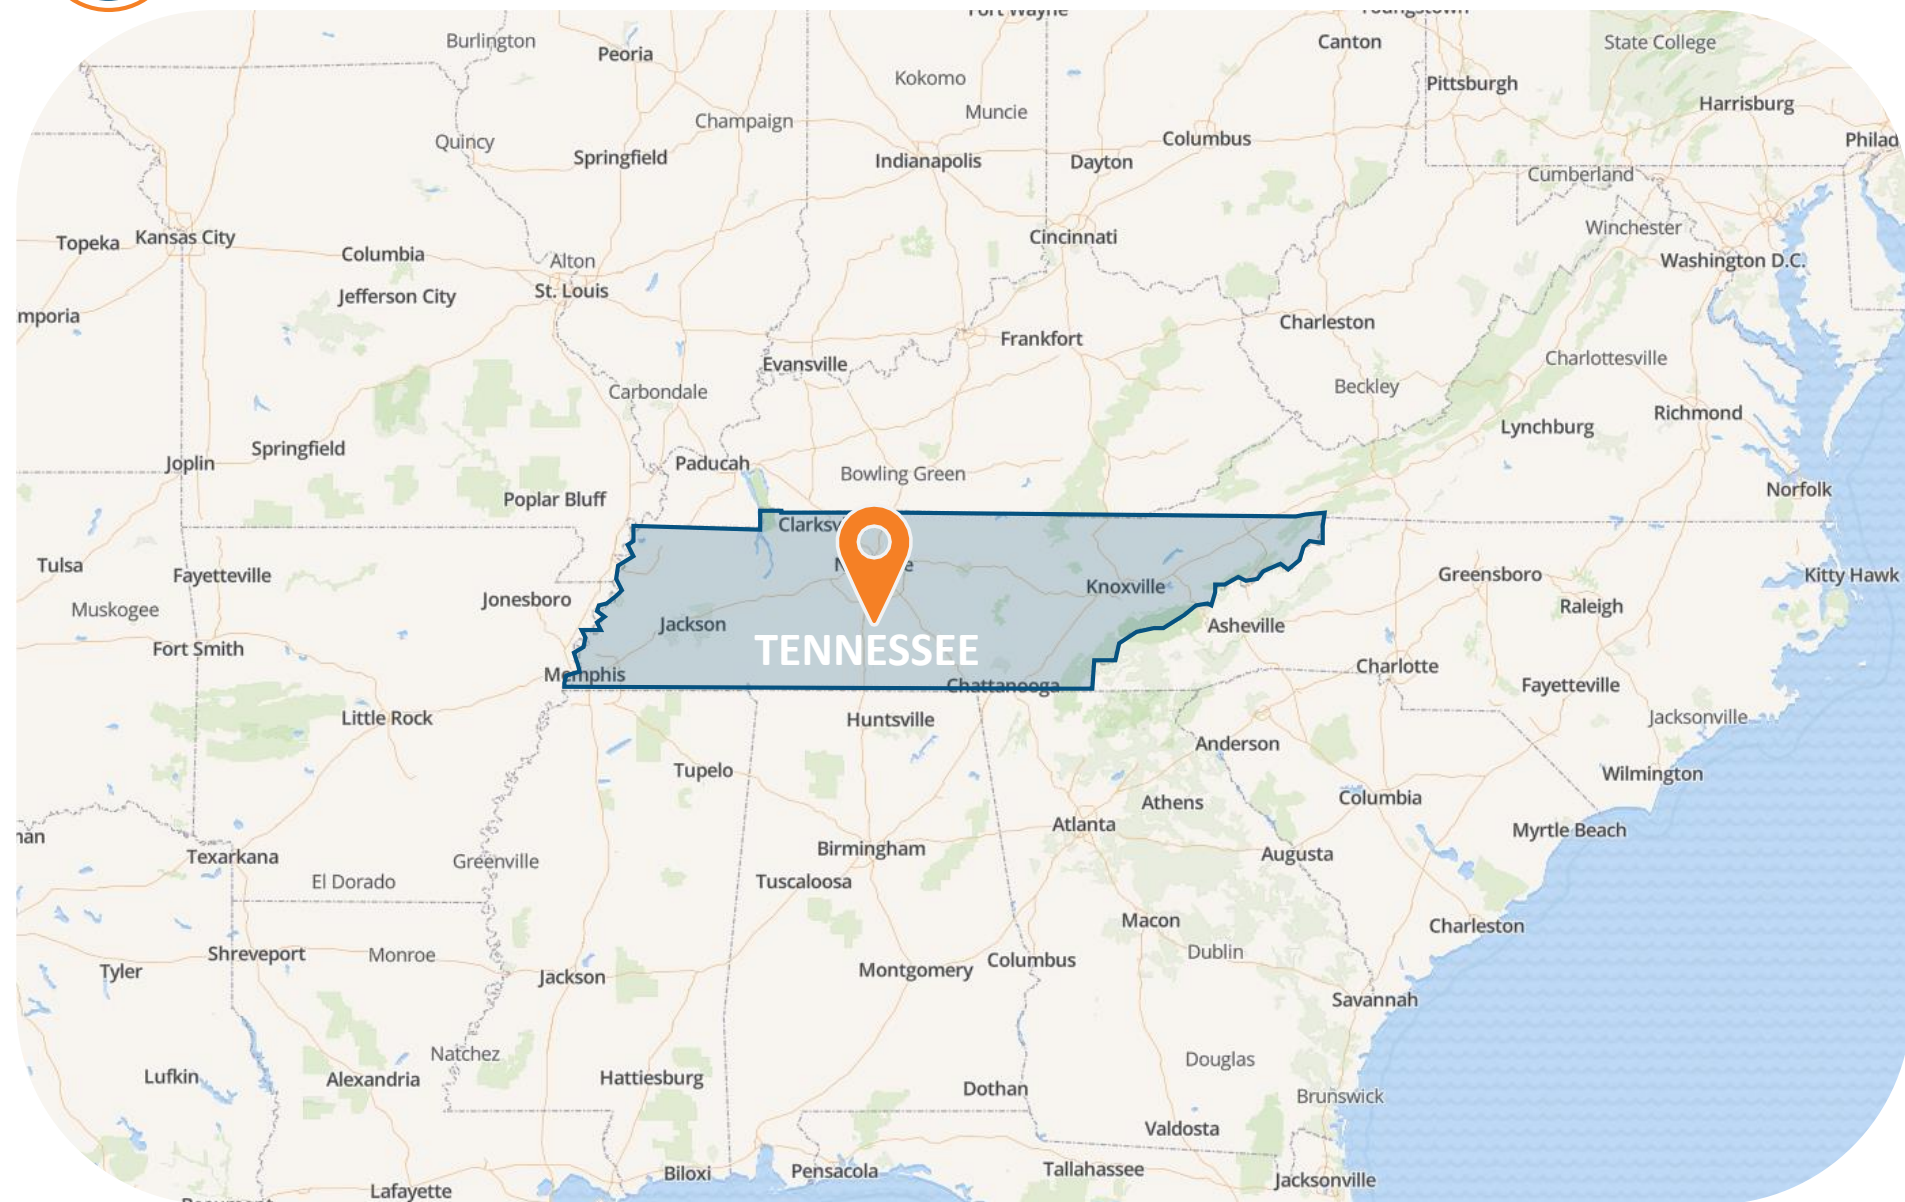 Burlington
Peoria
Canton
State College
Kokomo
Pittsburgh
Harrisburg
Muncie
Champaign
Quincy
Springfield
Indianapolis
Dayton
Columbus
Philad
Cumberland
Winchester
Topeka
Kansas City
Columbia
Alton
Cincinnati
Washington D.C.
Jefferson City
St. Louis
mporia
Frankfort
Charleston
Evansville
Charlottesville
Carbondale
Beckley
Richmond
Lynchburg
Springfield
Joplin
Paducah
Bowling Green
Poplar Bluff
Norfolk
Clarksv
Tulsa
Fayetteville
Knoxville
Greensboro
Kitty Hawk
Muskogee
Jonesboro
Raleigh
Jackson
Asheville
Fort Smith
TENNESSEE
Charlotte
Memphis
Chattanooga
Fayetteville
Little Rock
Huntsville
Jacksonville
Anderson
Tupelo
Wilmington
Athens
Columbia
Atlanta
Myrtle Beach
Birmingham
Texarkana
Greenville
Augusta
El Dorado
Tuscaloosa
Macon
Charleston
Shreveport
Monroe
Dublin
Tyler
Jackson
Montgomery
Columbus
Savannah
Natchez
Douglas
Lufkin
Alexandria
Hattiesburg
Dothan
Brunswick
Valdosta
Biloxi
Pensacola
Tallahassee
Jacksonville
Lafayette